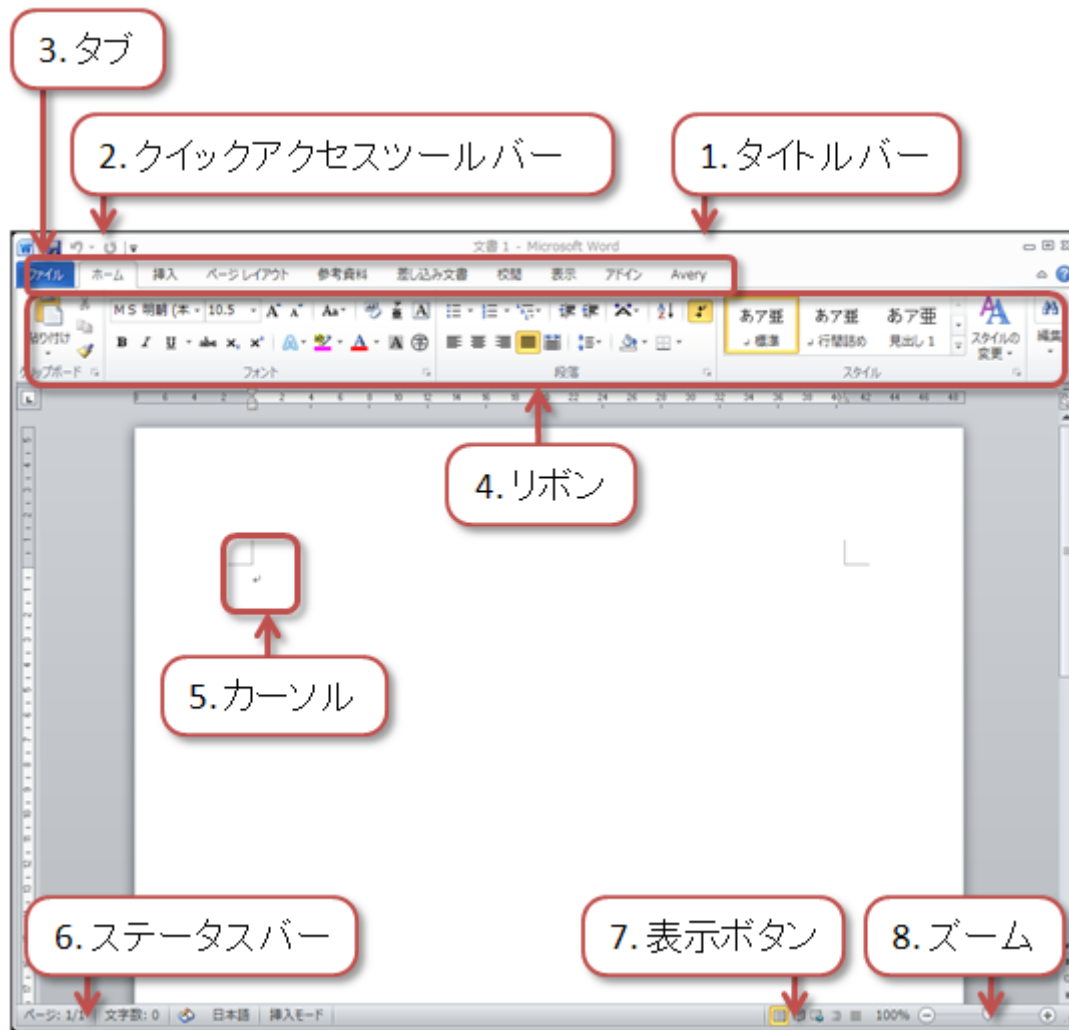 3.タブ
2.クイックアクセスツールバー
1.タイトルバー
文書 1 - Microsoft Word
ファイル ホーム 挿入 ページ レイアウト 参考資料 差し込み文書 校閲 表示 アドイン Avery
MS 明朝 (本 10.5
あア亜 あア亜 あア亜
標準 行間詰め 見出し 1
貼り付け スタイルの変更 編集
クリップボード フォント 段落 スタイル
4.リボン
5.カーソル
6.ステータスバー
7.表示ボタン
8.ズーム
ページ: 1/1 文字数: 0 日本語 挿入モード 100%